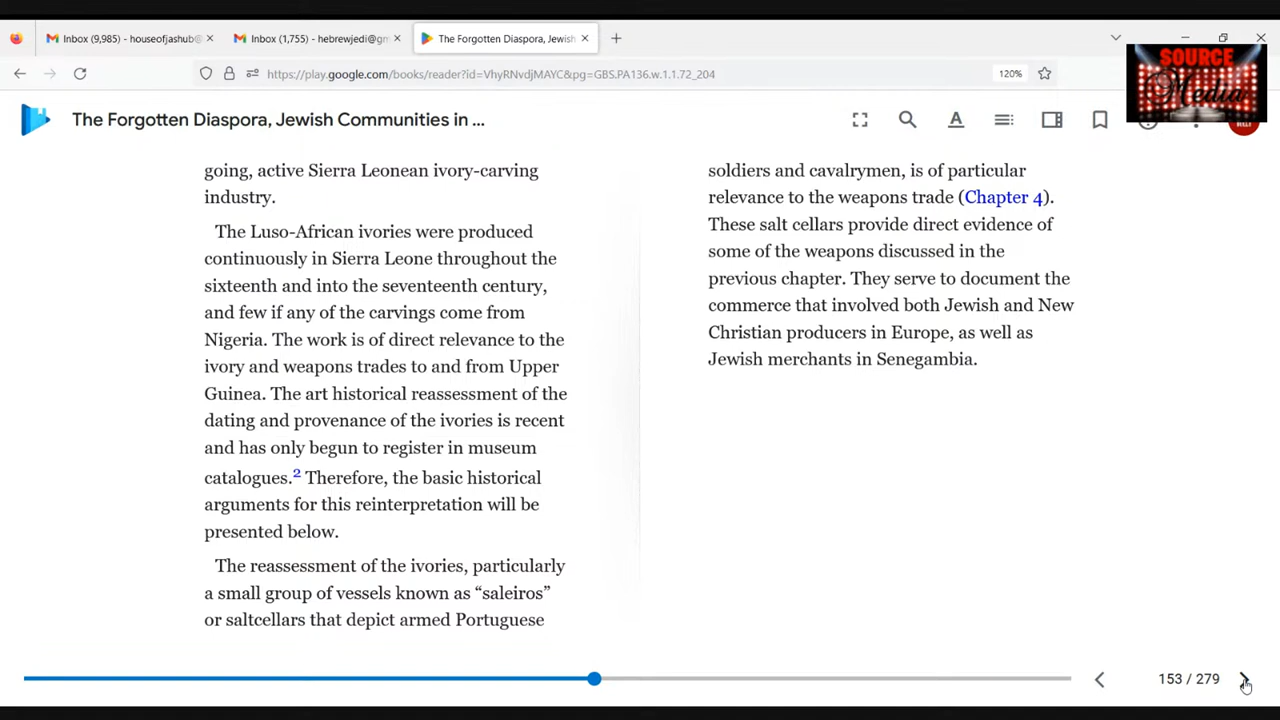 Inbox (9,985) - houseofjashub@
Inbox (1,755) - hebrewjedi@gm
The Forgotten Diaspora, Jewish
https://play.google.com/books/reader?id=VhyRNvdjMAYC&pg=GBS.PA136.w.1.1.72_204
120%
SOURCE
Media
The Forgotten Diaspora, Jewish Communities in ...
going, active Sierra Leonean ivory-carving
industry.
The Luso-African ivories were produced
continuously in Sierra Leone throughout the
sixteenth and into the seventeenth century,
and few if any of the carvings come from
Nigeria. The work is of direct relevance to the
ivory and weapons trades to and from Upper
Guinea. The art historical reassessment of the
dating and provenance of the ivories is recent
and has only begun to register in museum
catalogues.2 Therefore, the basic historical
arguments for this reinterpretation will be
presented below.
The reassessment of the ivories, particularly
a small group of vessels known as “saleiros”
or saltcellars that depict armed Portuguese
soldiers and cavalrymen, is of particular
relevance to the weapons trade (Chapter 4).
These salt cellars provide direct evidence of
some of the weapons discussed in the
previous chapter. They serve to document the
commerce that involved both Jewish and New
Christian producers in Europe, as well as
Jewish merchants in Senegambia.
153 / 279